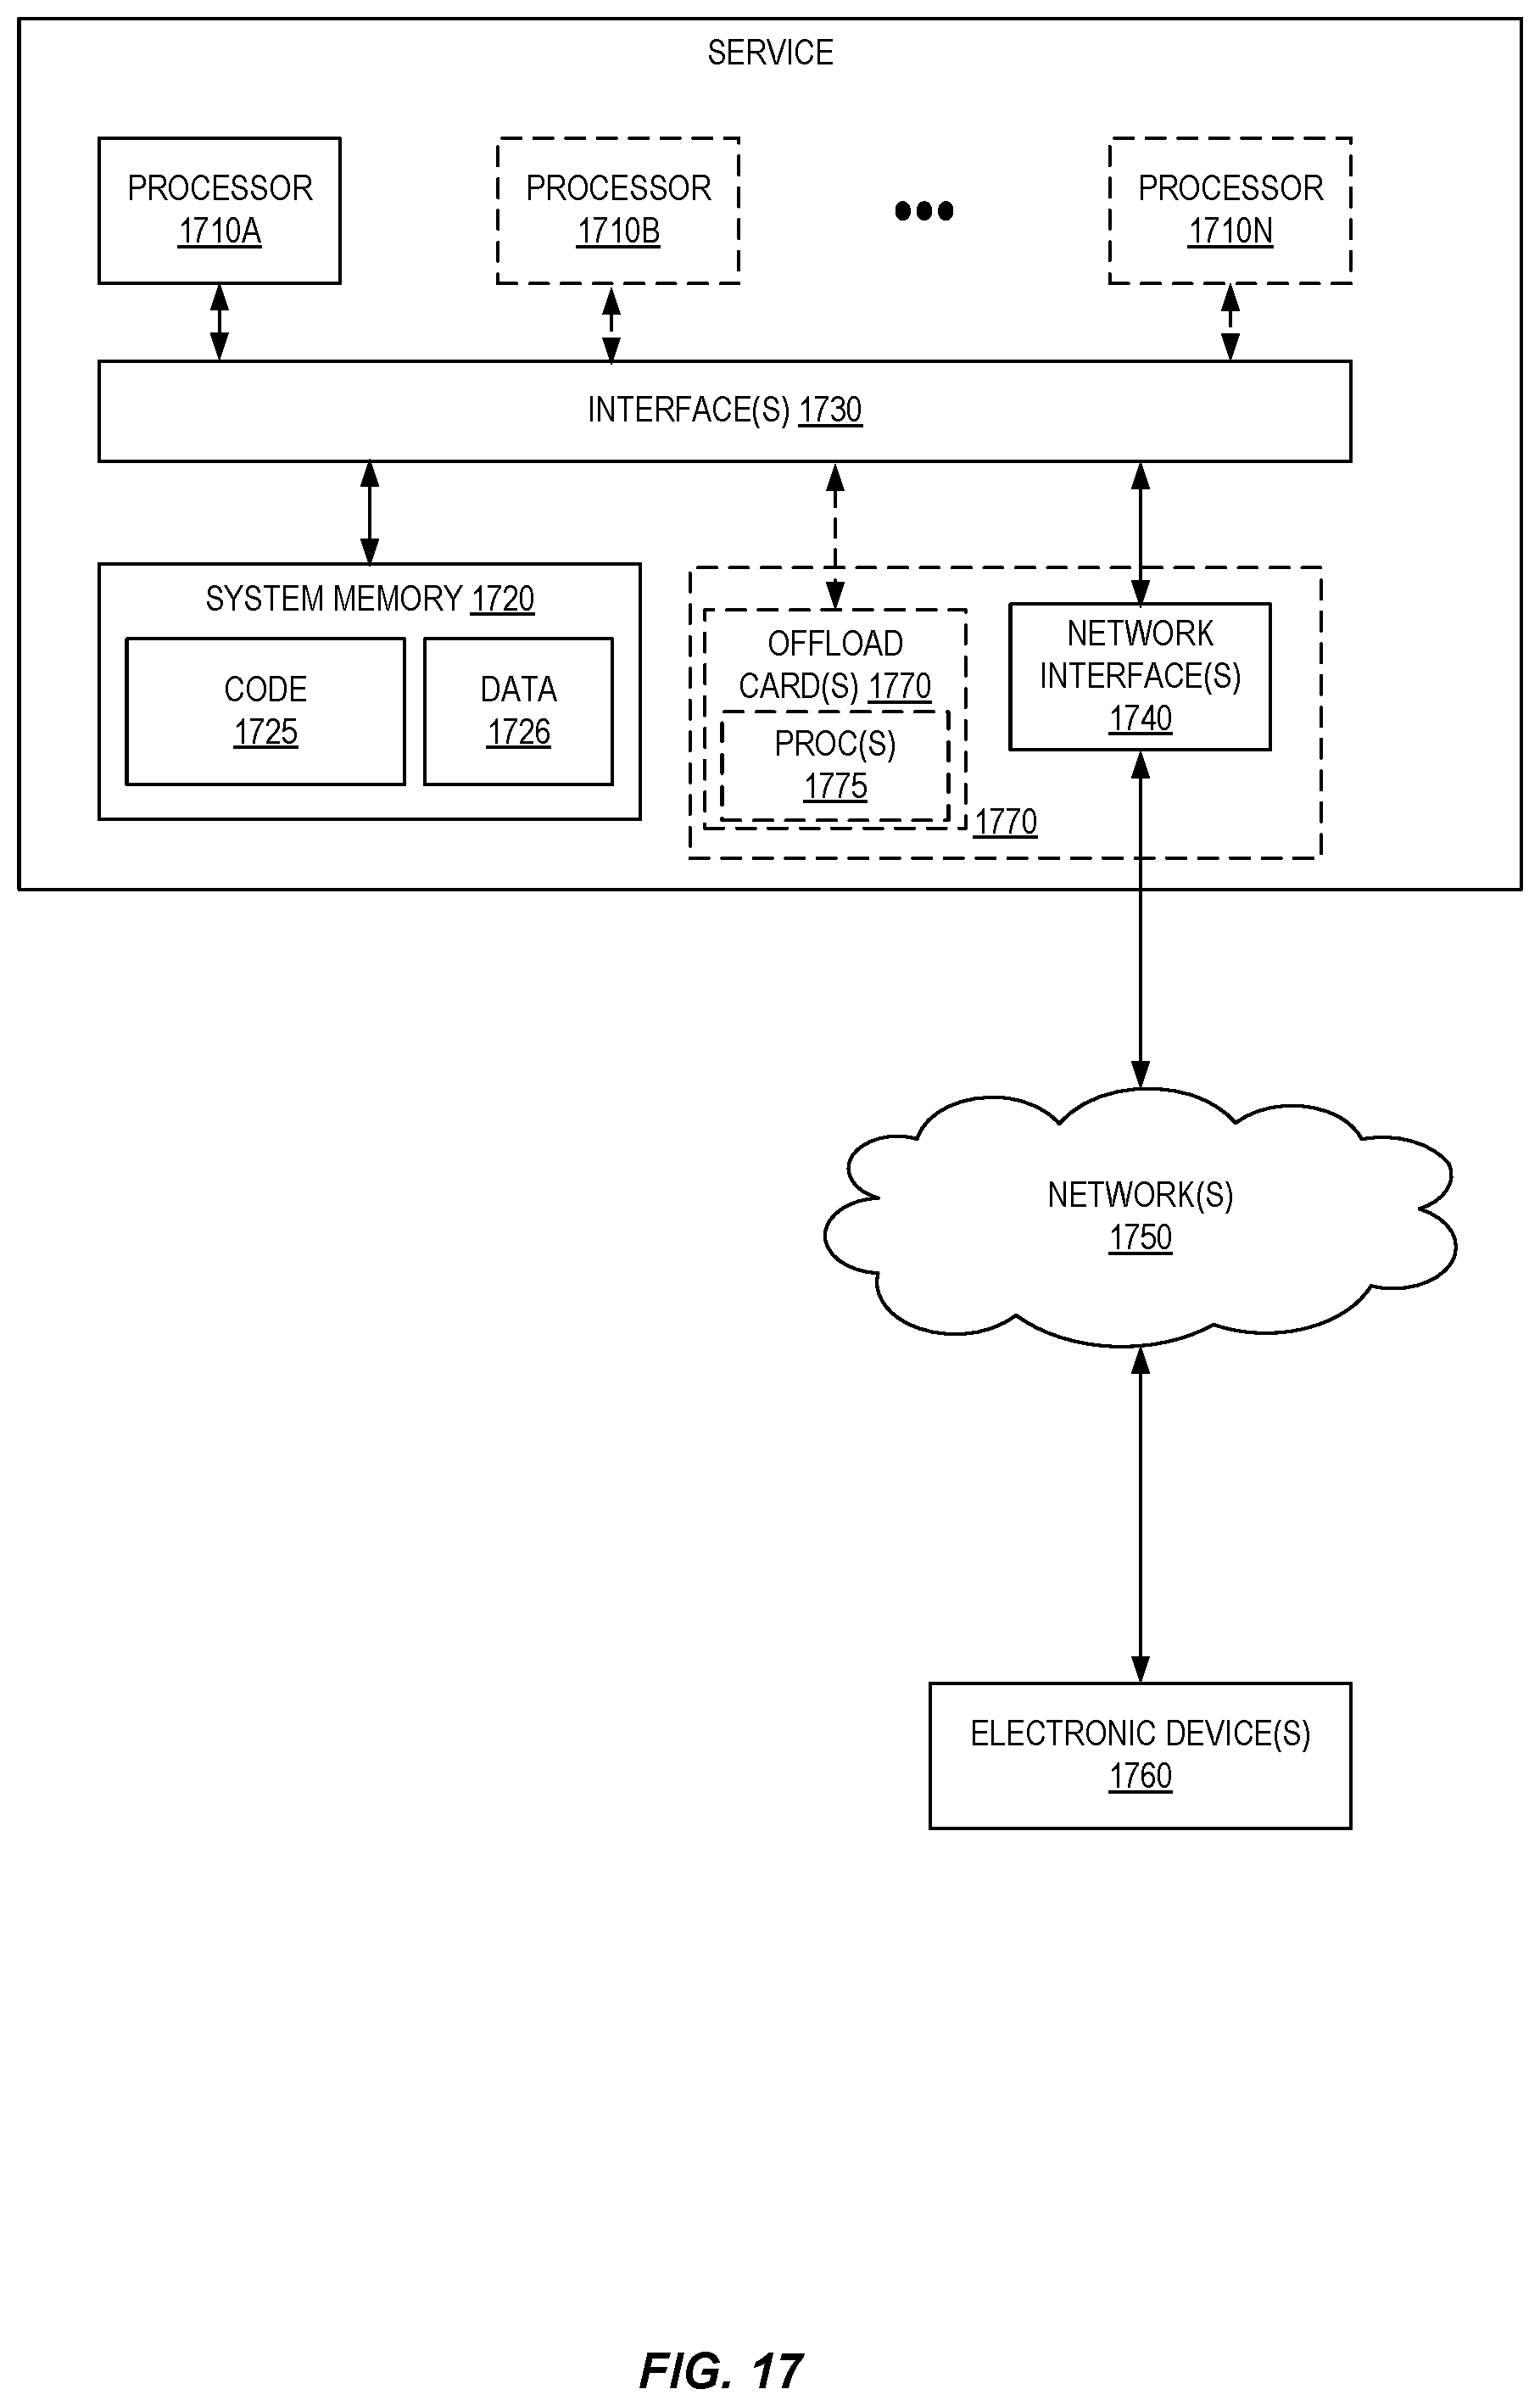 SERVICE
PROCESSOR
1710A
PROCESSOR
1710B
PROCESSOR
1710N
INTERFACE(S) 1730
SYSTEM MEMORY 1720
CODE
1725
DATA
1726
OFFLOAD
CARD(S) 1770
PROC(S)
1775
1770
NETWORK
INTERFACE(S)
1740
NETWORK(S)
1750
ELECTRONIC DEVICE(S)
1760
FIG. 17